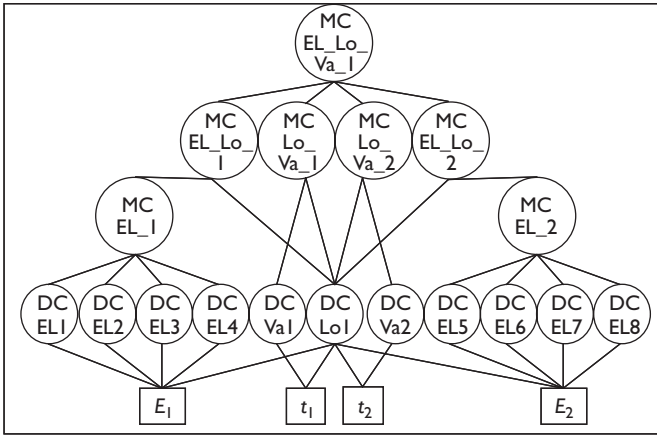 MC
EL_Lo_
Va_1
MC
EL_Lo_
1
MC
Lo_
Va_1
MC
Lo_
Va_2
MC
EL_Lo_
2
MC
EL_1
MC
EL_2
DC
EL1
DC
EL2
DC
EL3
DC
EL4
DC
Va1
DC
Lo1
DC
Va2
DC
EL5
DC
EL6
DC
EL7
DC
EL8
E1
t1
t2
E2